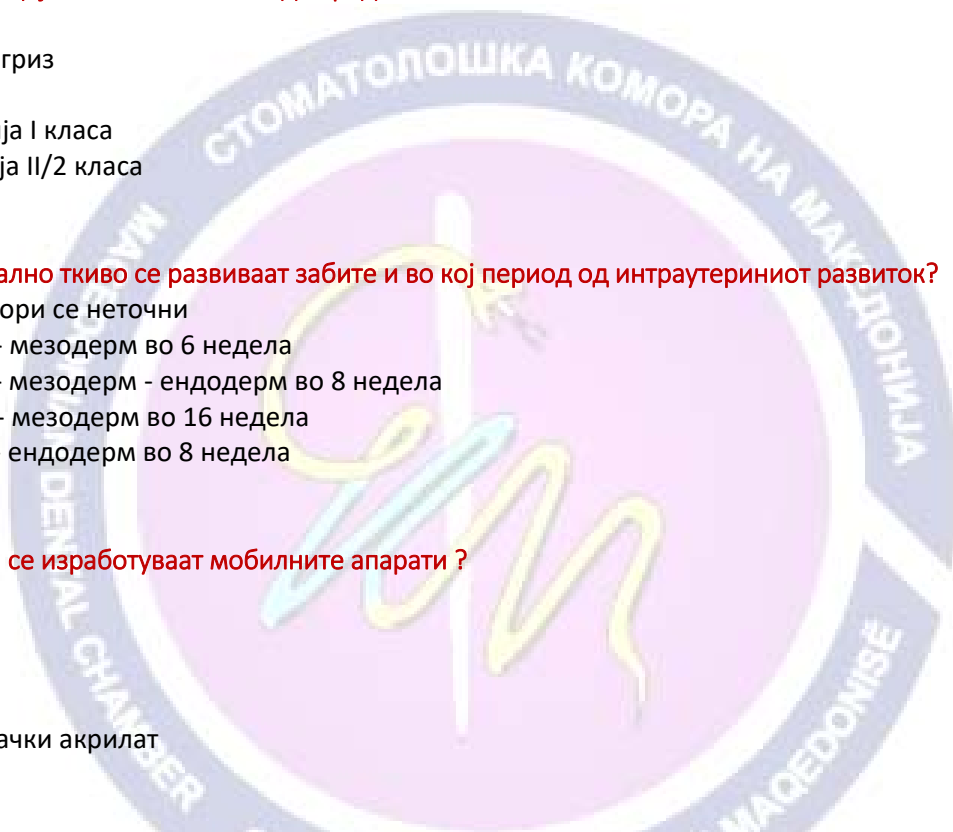 гриз
ја I класа
ја II/2 класа
ално ткиво се развиваат забите и во кој период од интраутериниот развиток?
ори се неточни
- мезодерм во 6 недела
- мезодерм - ендодерм во 8 недела
- мезодерм во 16 недела
- ендодерм во 8 недела
се изработуваат мобилните апарати ?
ачки акрилат
СТОМАТОЛОШКА КОМОРА НА МАКЕДОНИЈА
DENTAL CHAMBER
MAQEDONISË